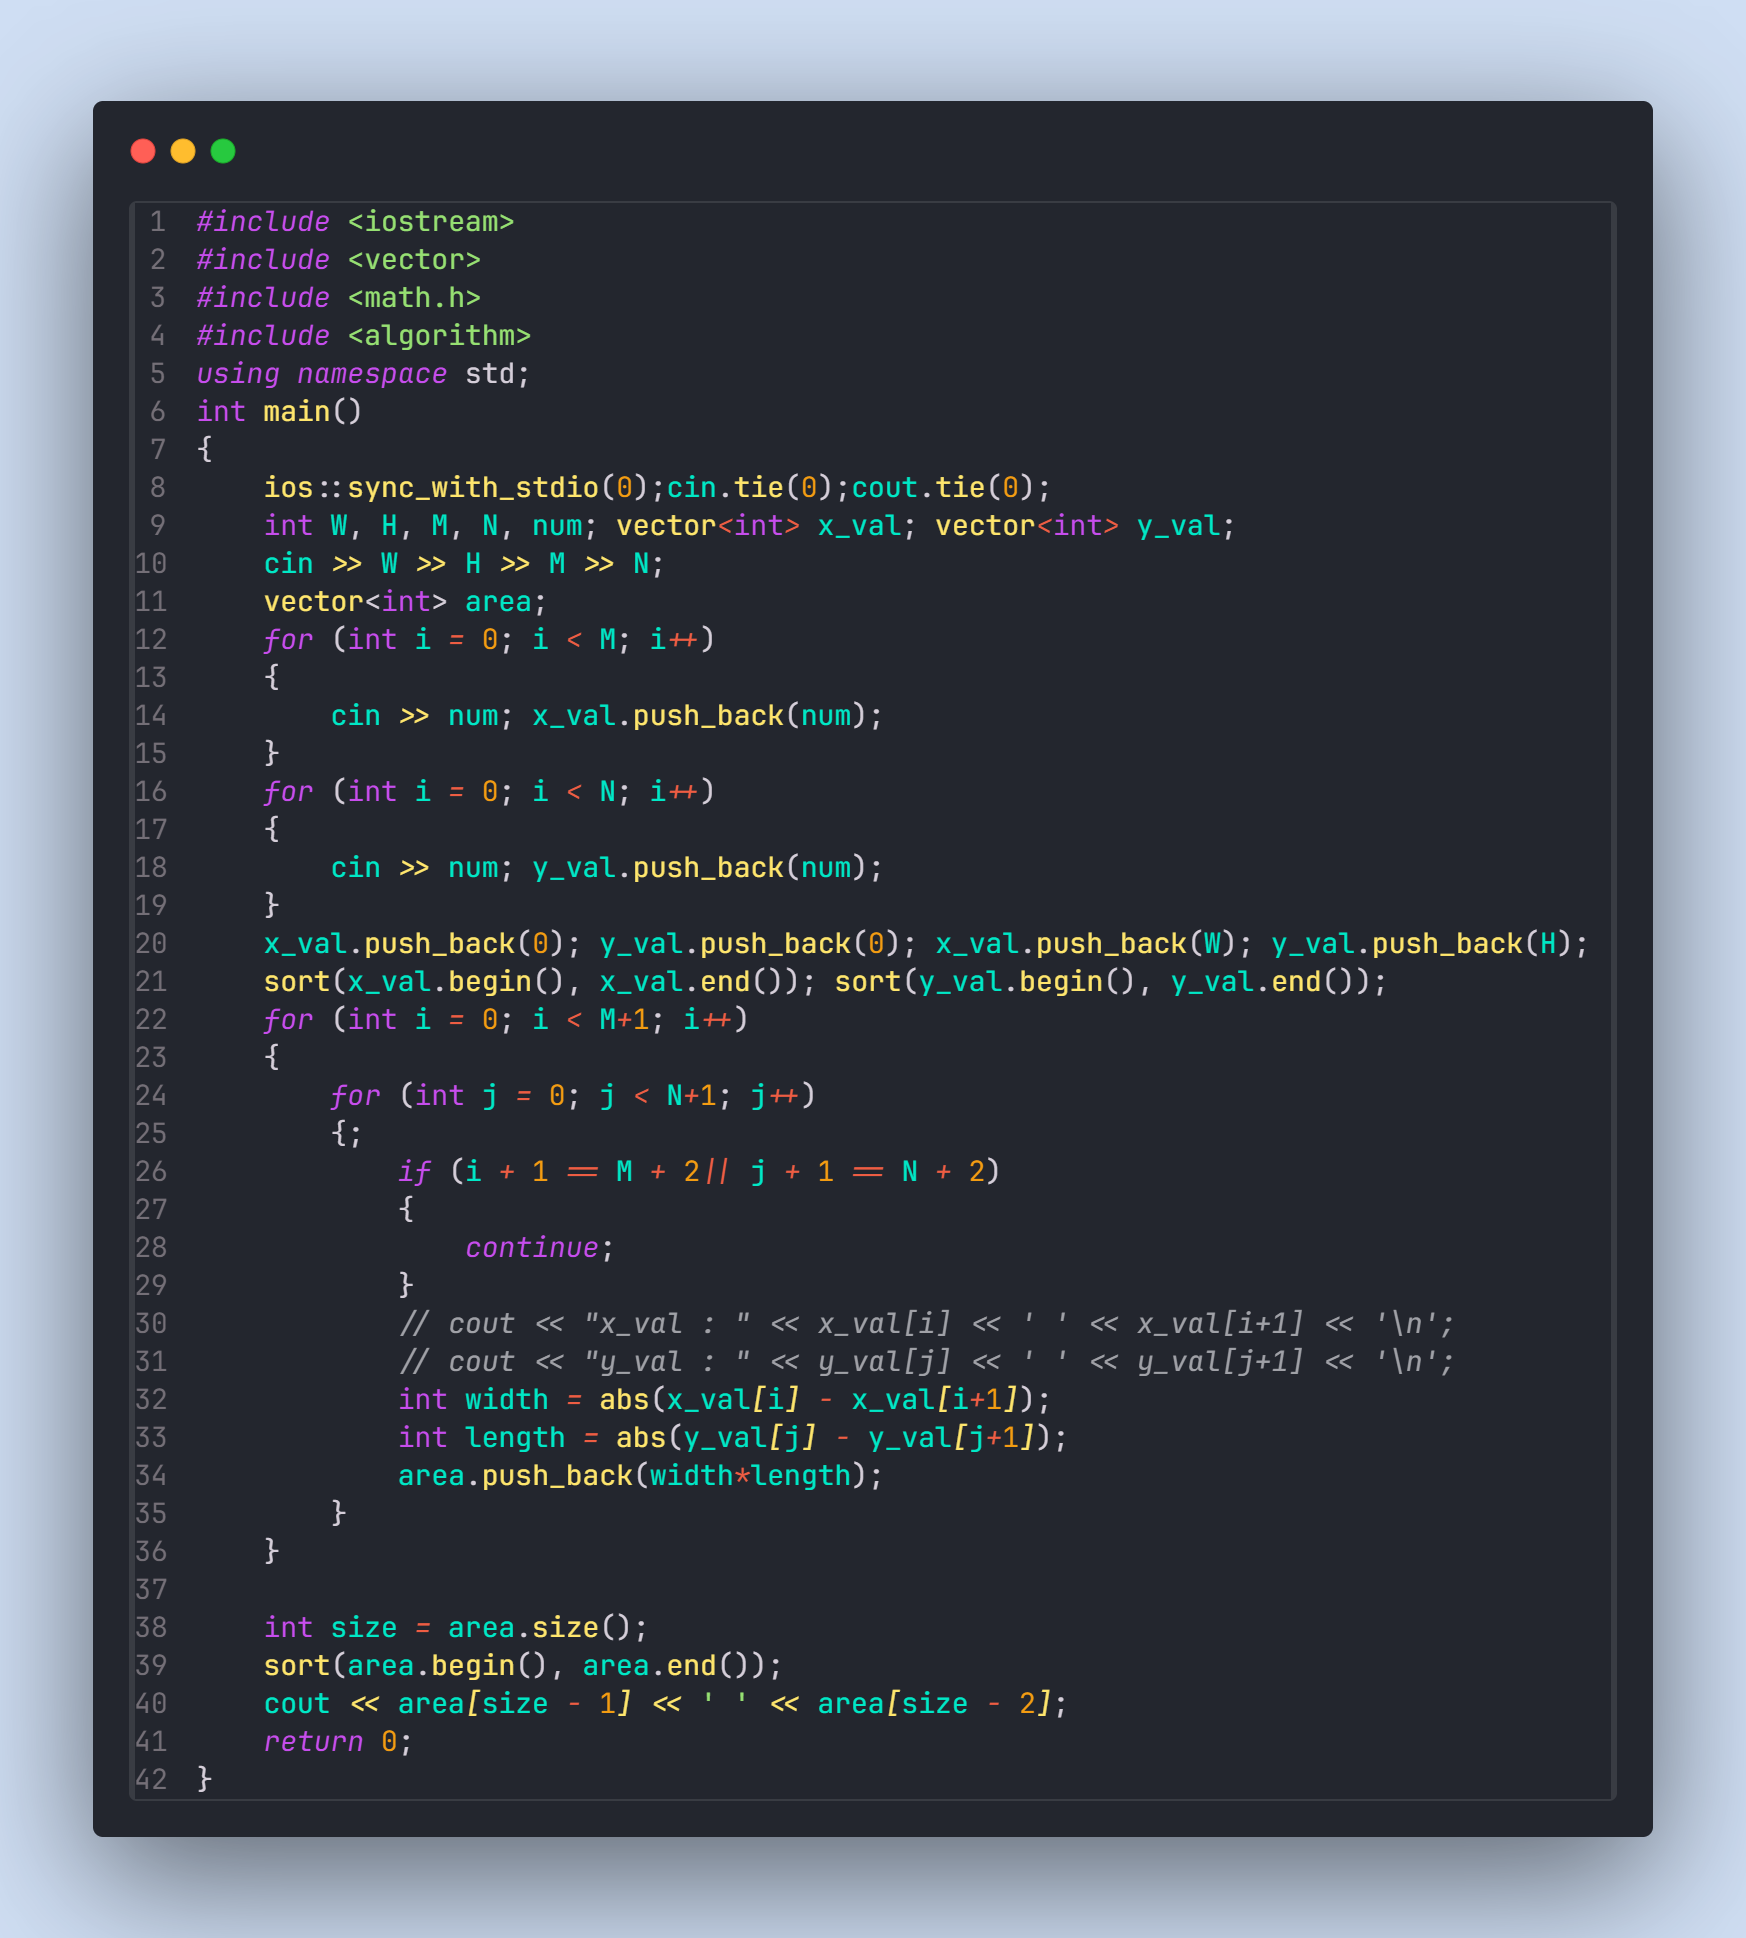 1 #include <iostream>
2 #include <vector>
3 #include <math.h>
4 #include <algorithm>
5 using namespace std;
6 int main()
7 {
8     ios::sync_with_stdio(0);cin.tie(0);cout.tie(0);
9     int W, H, M, N, num; vector<int> x_val; vector<int> y_val;
10     cin >> W >> H >> M >> N;
11     vector<int> area;
12     for (int i = 0; i < M; i++)
13     {
14         cin >> num; x_val.push_back(num);
15     }
16     for (int i = 0; i < N; i++)
17     {
18         cin >> num; y_val.push_back(num);
19     }
20     x_val.push_back(0); y_val.push_back(0); x_val.push_back(W); y_val.push_back(H);
21     sort(x_val.begin(), x_val.end()); sort(y_val.begin(), y_val.end());
22     for (int i = 0; i < M+1; i++)
23     {
24         for (int j = 0; j < N+1; j++)
25         {;
26             if (i + 1 == M + 2|| j + 1 == N + 2)
27             {
28                 continue;
29             }
30             // cout << "x_val : " << x_val[i] << ' ' << x_val[i+1] << '\n';
31             // cout << "y_val : " << y_val[j] << ' ' << y_val[j+1] << '\n';
32             int width = abs(x_val[i] - x_val[i+1]);
33             int length = abs(y_val[j] - y_val[j+1]);
34             area.push_back(width*length);
35         }
36     }
37
38     int size = area.size();
39     sort(area.begin(), area.end());
40     cout << area[size - 1] << ' ' << area[size - 2];
41     return 0;
42 }